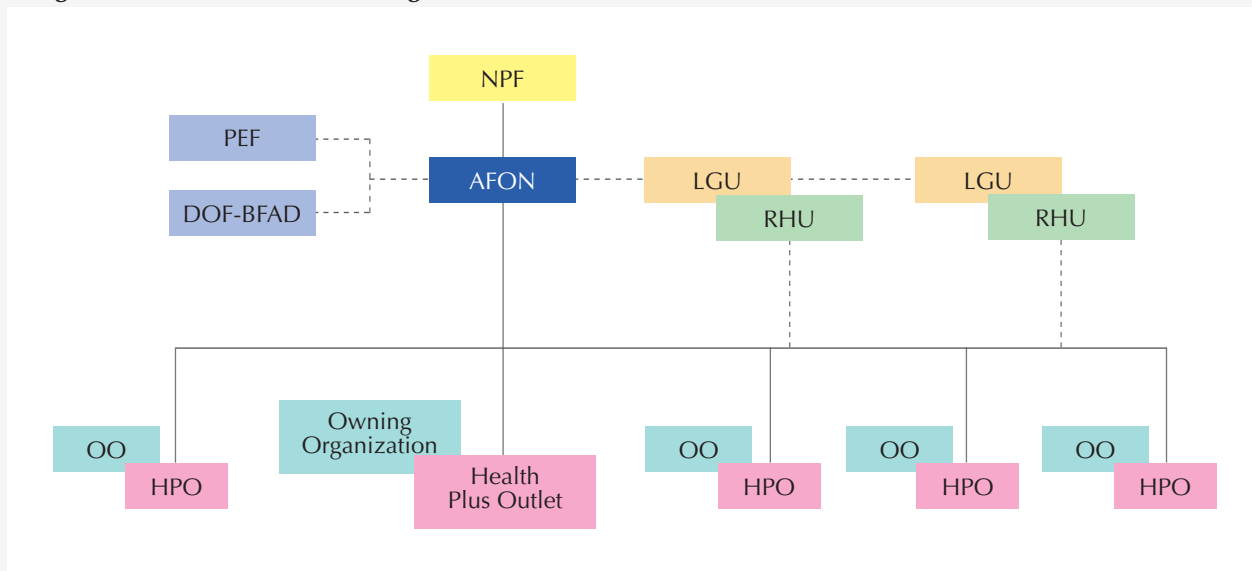 NPF
PEF
AFON
LGU
LGU
DOF-BFAD
RHU
RHU
Owning
Organization
OO
OO
OO
OO
Health
Plus Outlet
HPO
HPO
HPO
HPO